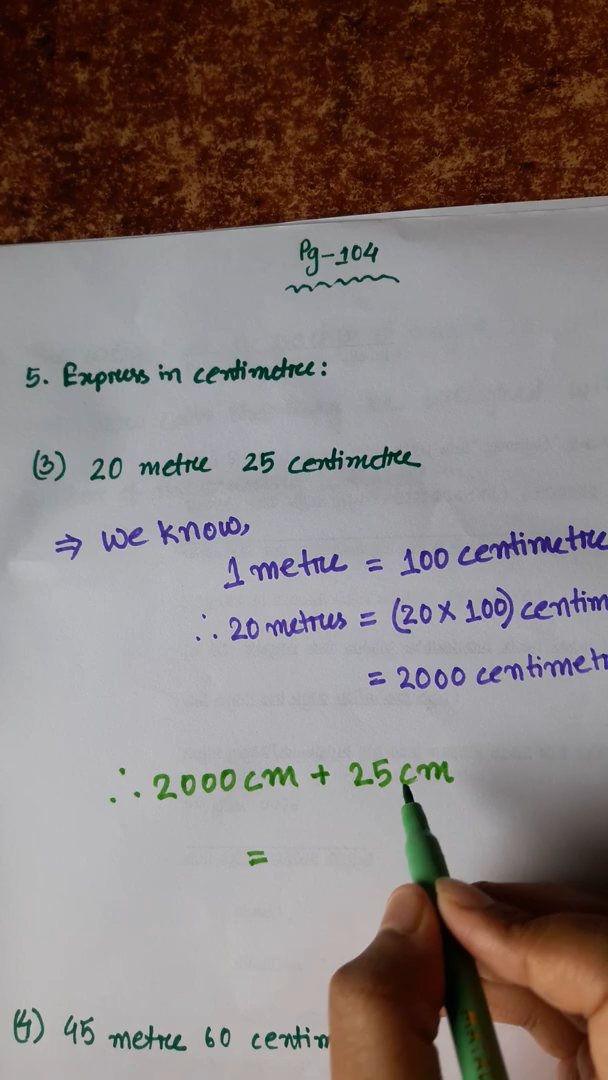 Pg-104
5. Express in centimetre:
(3) 20 metre 25 centimetre
⇒ We know,
1 metre = 100 centimetre
∴ 20 metres = (20 × 100) centim
= 2000 centimetr
∴ 2000 cm + 25 cm
=
(4) 45 metre 60 centim